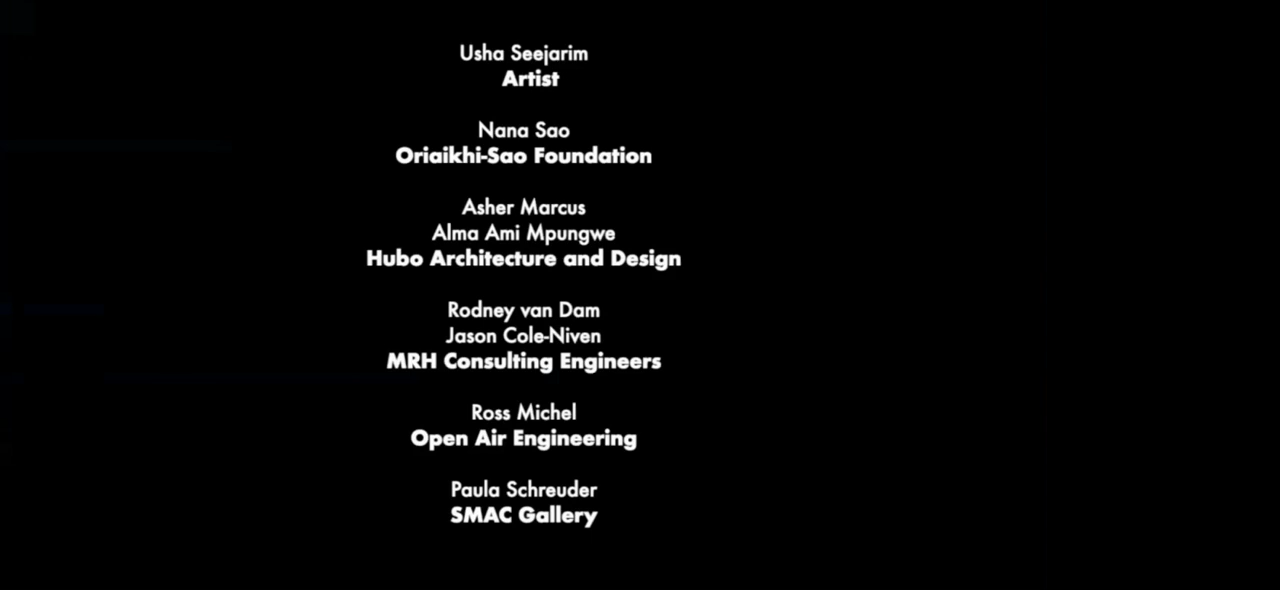 Usha Seejarim
Artist
Nana Sao
Oriaikhi-Sao Foundation
Asher Marcus
Alma Ami Mpungwe
Hubo Architecture and Design
Rodney van Dam
Jason Cole-Niven
MRH Consulting Engineers
Ross Michel
Open Air Engineering
Paula Schreuder
SMAC Gallery